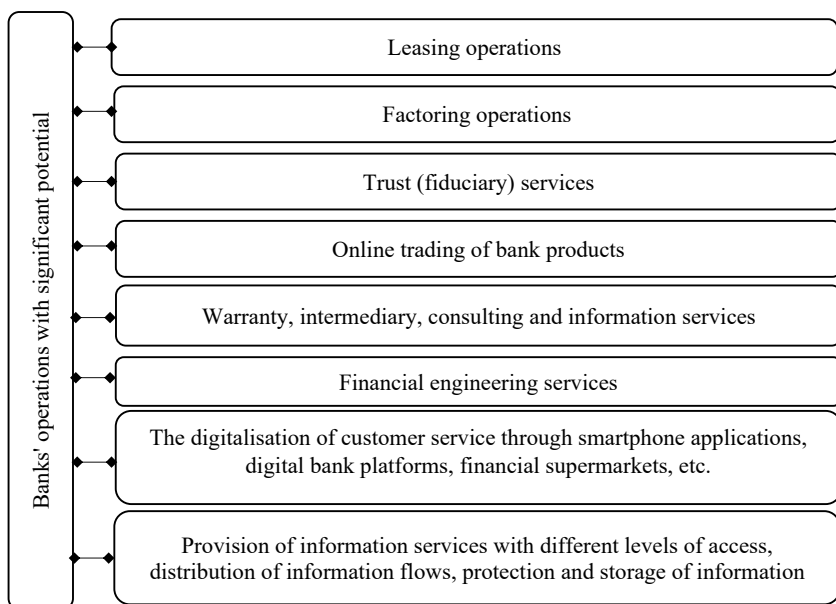 Banks' operations with significant potential
Leasing operations
Factoring operations
Trust (fiduciary) services
Online trading of bank products
Warranty, intermediary, consulting and information services
Financial engineering services
The digitalisation of customer service through smartphone applications,
digital bank platforms, financial supermarkets, etc.
Provision of information services with different levels of access,
distribution of information flows, protection and storage of information